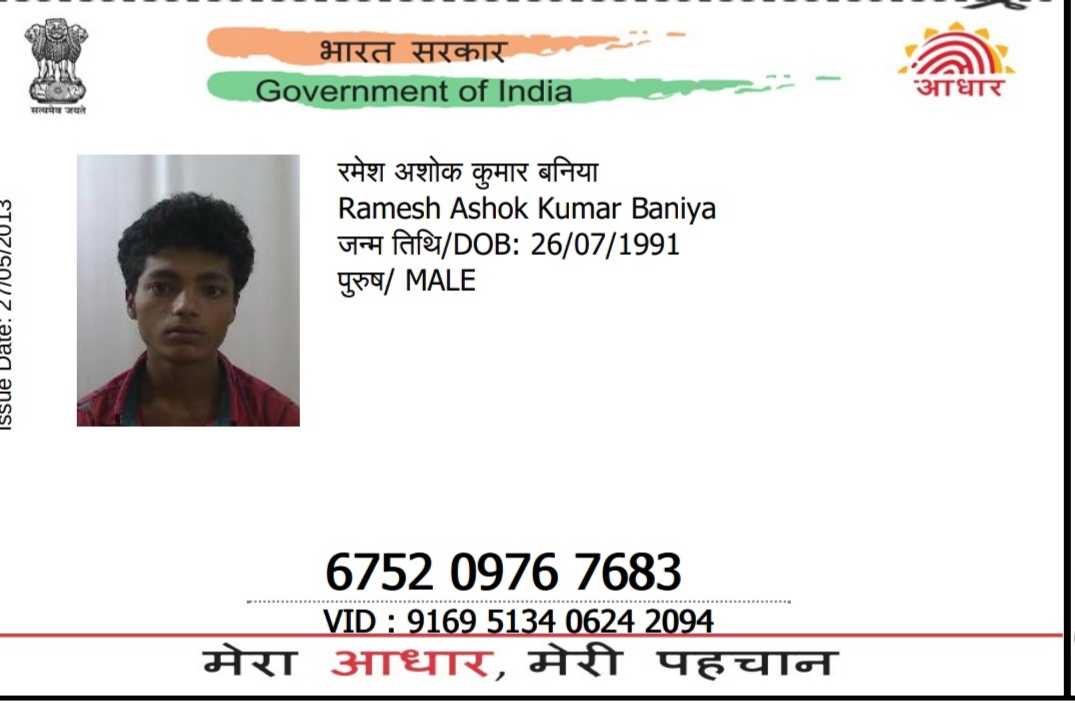 भारत सरकार
Government of India
सत्यमेव जयते
आधार
Issue Date: 27/05/2013
रमेश अशोक कुमार बनिया
Ramesh Ashok Kumar Baniya
जन्म तिथि/DOB: 26/07/1991
पुरुष/ MALE
6752 0976 7683
VID : 9169 5134 0624 2094
मेरा आधार, मेरी पहचान